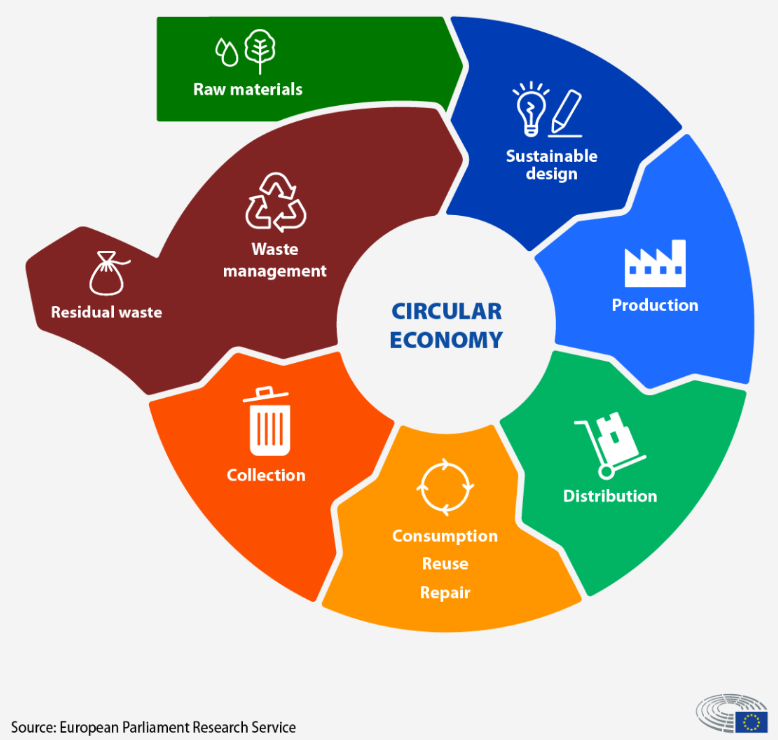 Raw materials
Sustainable
design
Production
Distribution
Consumption
Reuse
Repair
Collection
Waste
management
Residual waste
CIRCULAR
ECONOMY
Source: European Parliament Research Service